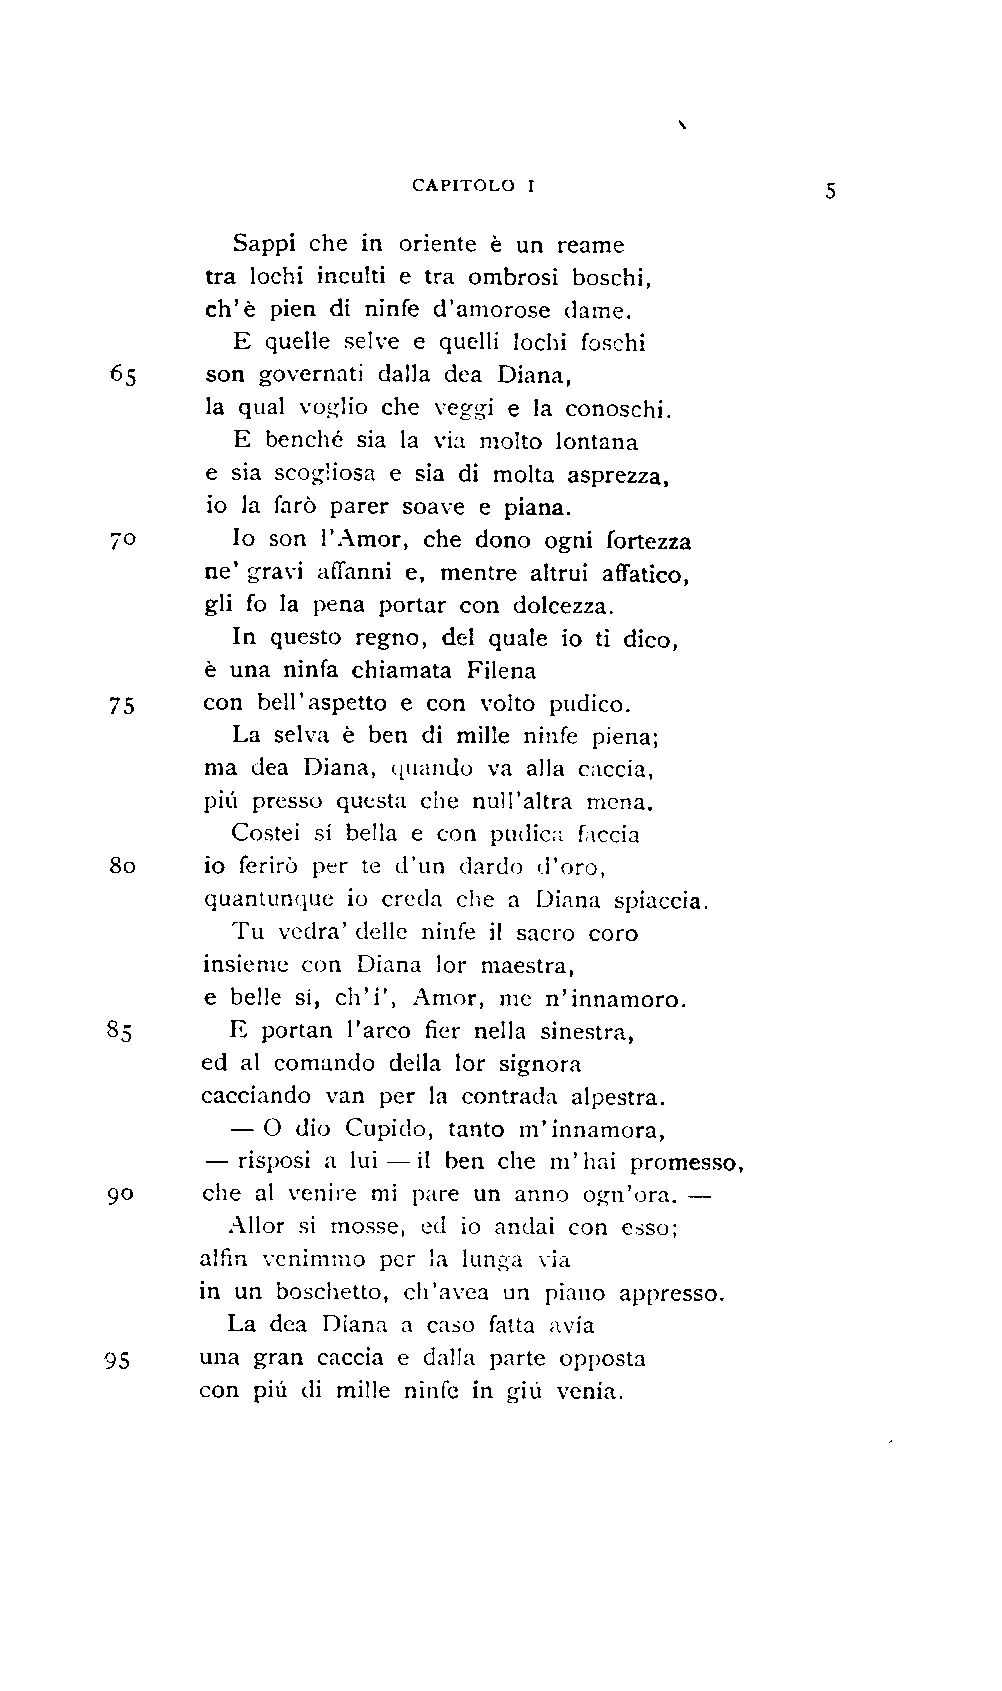 CAPITOLO I 5
Sappi che in oriente è un reame
tra lochi inculti e tra ombrosi boschi,
ch'è pien di ninfe d'amorose dame.
E quelle selve e quelli lochi foschi
65 son governati dalla dea Diana,
la qual voglio che veggi e la conoschi.
E benché sia la via molto lontana
e sia scogliosa e sia di molta asprezza,
io la farò parer soave e piana.
70 Io son l'Amor, che dono ogni fortezza
ne' gravi affanni e, mentre altrui affatico,
gli fo la pena portar con dolcezza.
In questo regno, del quale io ti dico,
è una ninfa chiamata Filena
75 con bell'aspetto e con volto pudico.
La selva è ben di mille ninfe piena;
ma dea Diana, quando va alla caccia,
piú presso questa che null'altra mena.
Costei sí bella e con pudica faccia
80 io ferirò per te d'un dardo d'oro,
quantunque io creda che a Diana spiaccia.
Tu vedra' delle ninfe il sacro coro
insieme con Diana lor maestra,
e belle sí, ch'i', Amor, me n'innamoro.
85 E portan l'arco fier nella sinestra,
ed al comando della lor signora
cacciando van per la contrada alpestra.
— O dio Cupido, tanto m'innamora,
— risposi a lui — il ben che m'hai promesso,
90 che al venire mi pare un anno ogn'ora. —
Allor si mosse, ed io andai con esso;
alfin venimmo per la lunga via
in un boschetto, ch'avea un piano appresso.
La dea Diana a caso fatta avía
95 una gran caccia e dalla parte opposta
con piú di mille ninfe in giú venía.